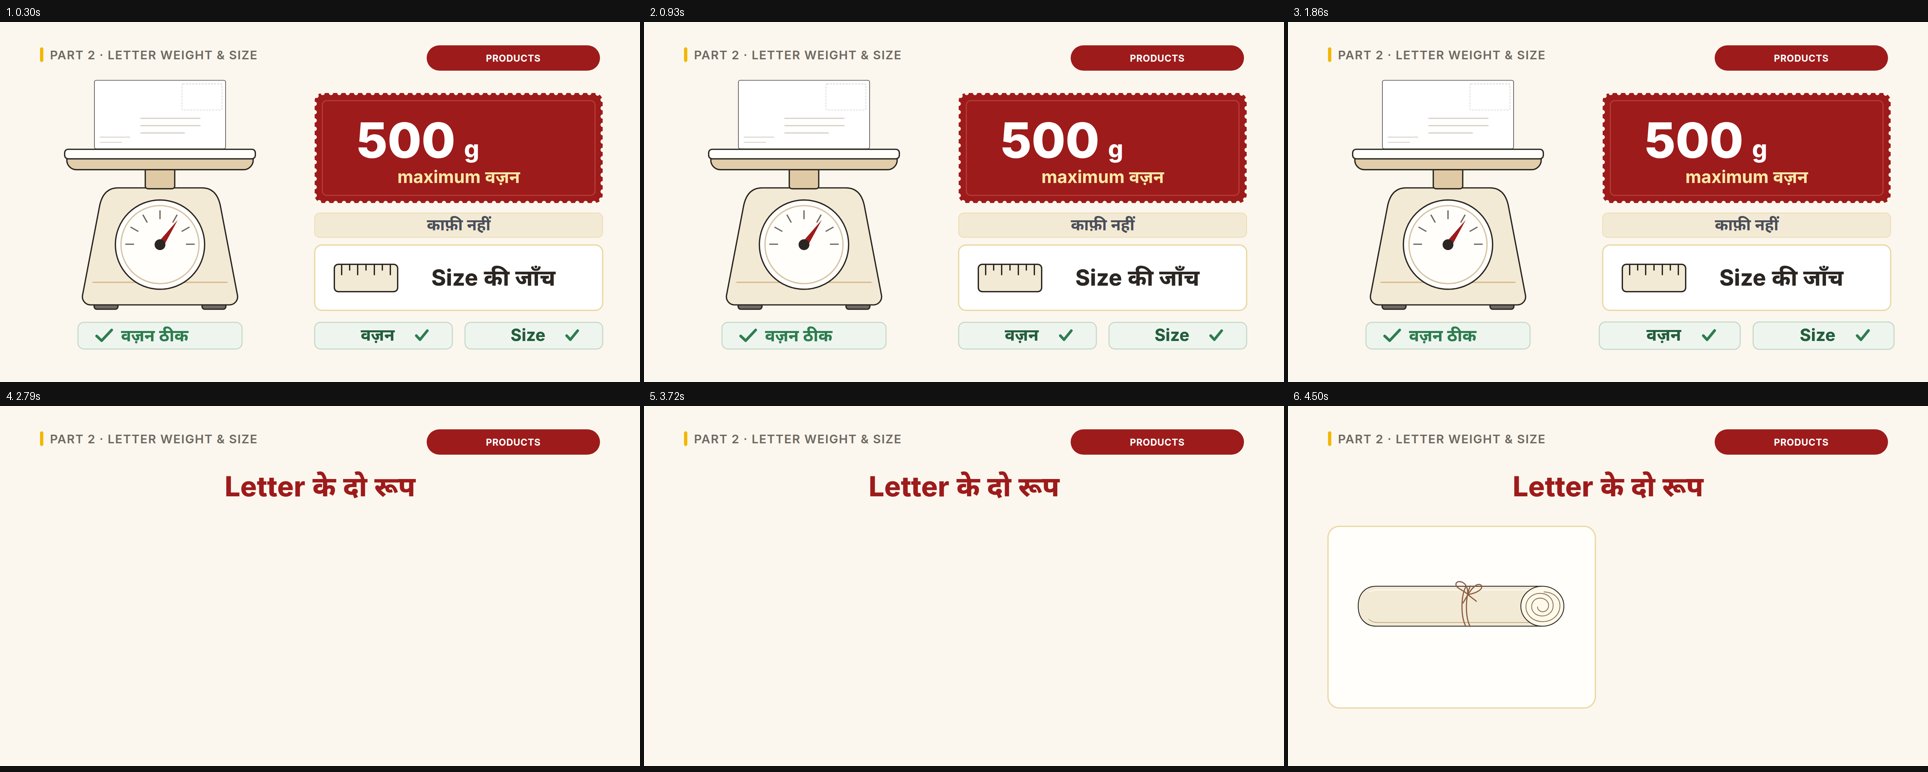 1. 0.30s
PART 2 · LETTER WEIGHT & SIZE
PRODUCTS
500 g
maximum वज़न
काफ़ी नहीं
Size की जाँच
वज़न ठीक
वज़न
Size
2. 0.93s
PART 2 · LETTER WEIGHT & SIZE
PRODUCTS
500 g
maximum वज़न
काफ़ी नहीं
Size की जाँच
वज़न ठीक
वज़न
Size
3. 1.86s
PART 2 · LETTER WEIGHT & SIZE
PRODUCTS
500 g
maximum वज़न
काफ़ी नहीं
Size की जाँच
वज़न ठीक
वज़न
Size
4. 2.79s
PART 2 · LETTER WEIGHT & SIZE
PRODUCTS
Letter के दो रूप
5. 3.72s
PART 2 · LETTER WEIGHT & SIZE
PRODUCTS
Letter के दो रूप
6. 4.50s
PART 2 · LETTER WEIGHT & SIZE
PRODUCTS
Letter के दो रूप